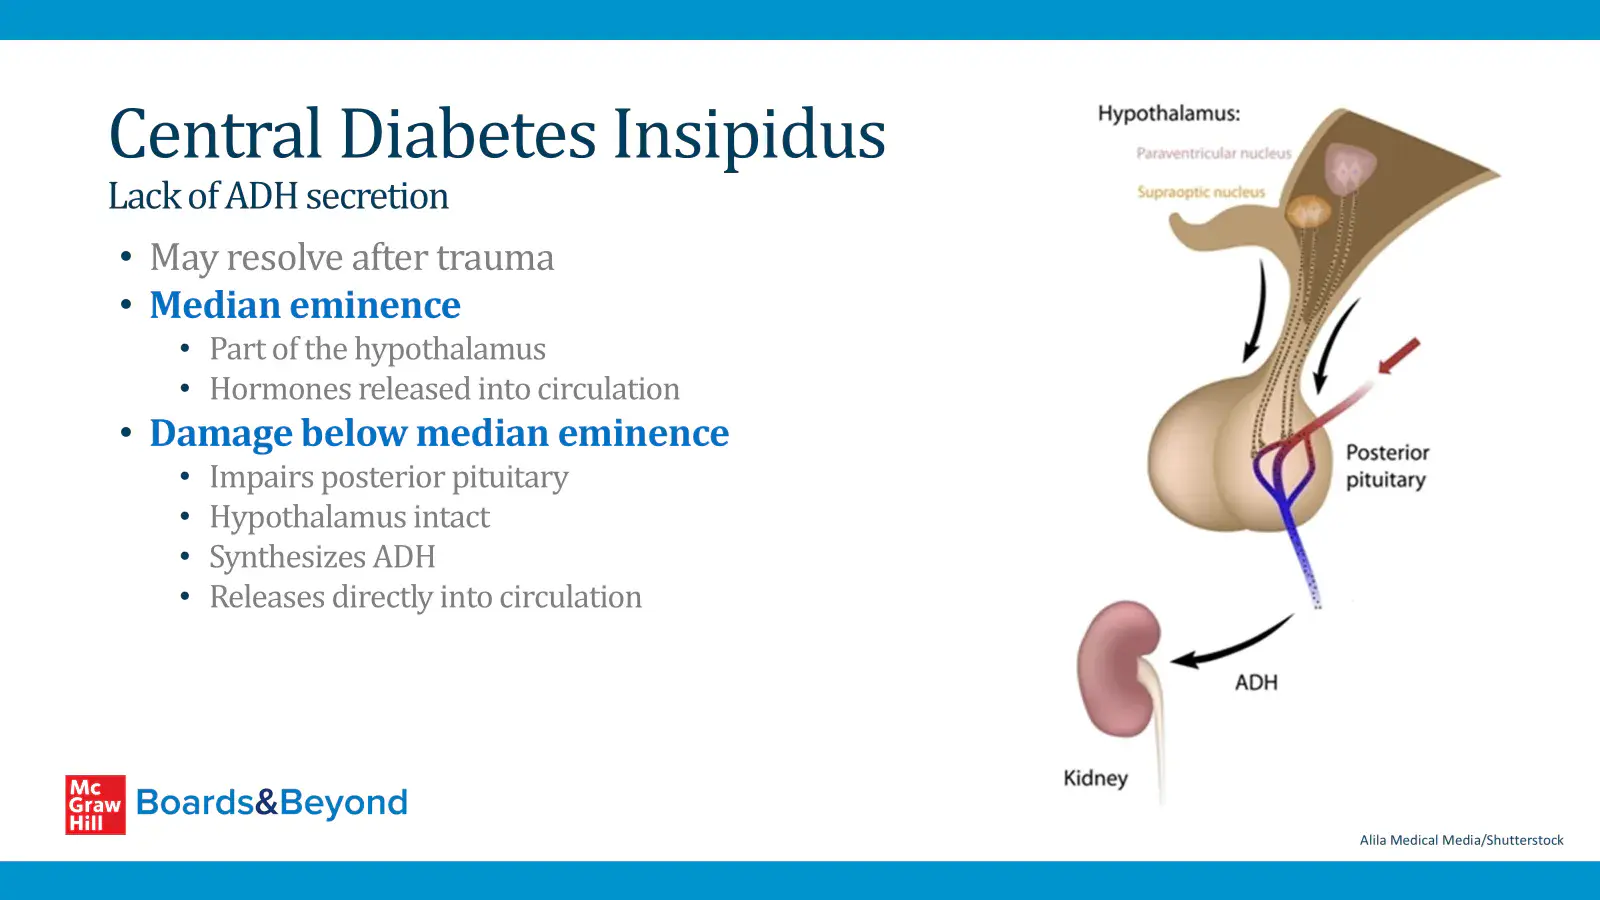 Central Diabetes Insipidus
Lack of ADH secretion
• May resolve after trauma
• Median eminence
• Part of the hypothalamus
• Hormones released into circulation
• Damage below median eminence
• Impairs posterior pituitary
• Hypothalamus intact
• Synthesizes ADH
• Releases directly into circulation
Hypothalamus:
Paraventricular nucleus
Supraoptic nucleus
Posterior
pituitary
ADH
Kidney
Mc
Graw
Hill
Boards&Beyond
Alila Medical Media/Shutterstock